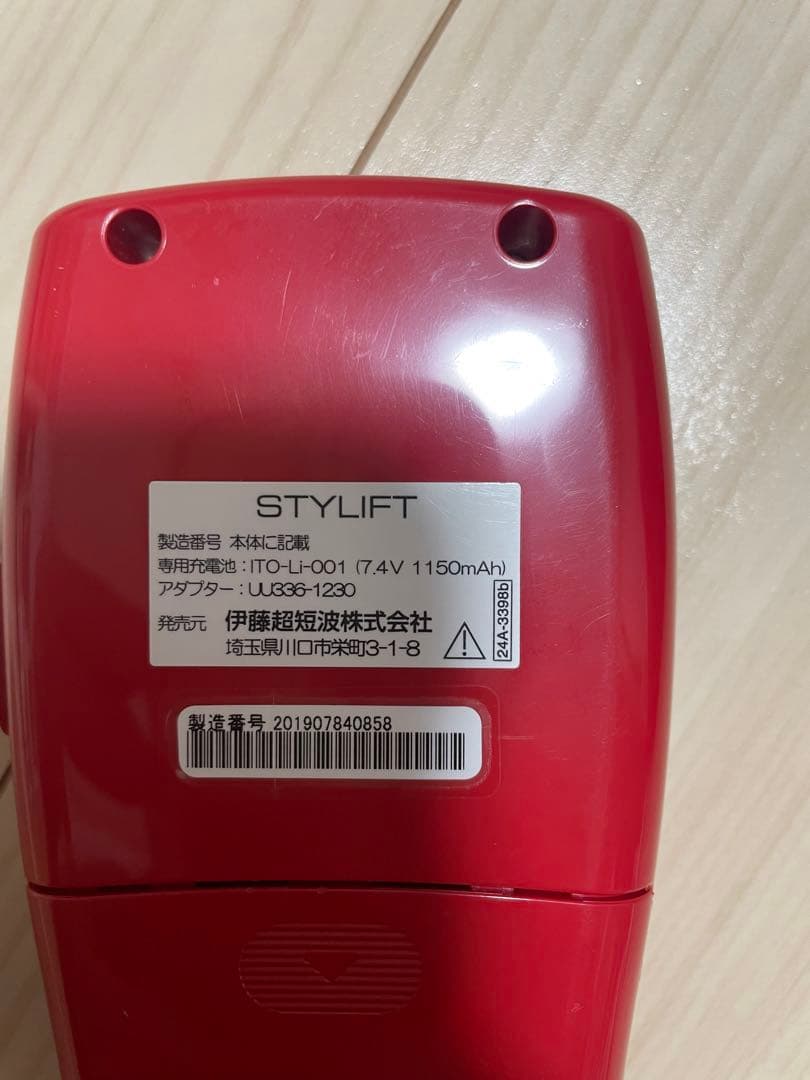 STYLIFT
製造番号 本体に記載
専用充電池：ITO-Li-001 (7.4V 1150mAh)
アダプター：UU336-1230
発売元 伊藤超短波株式会社
埼玉県川口市栄町3-1-8
24A-3398b
製造番号 201907840858